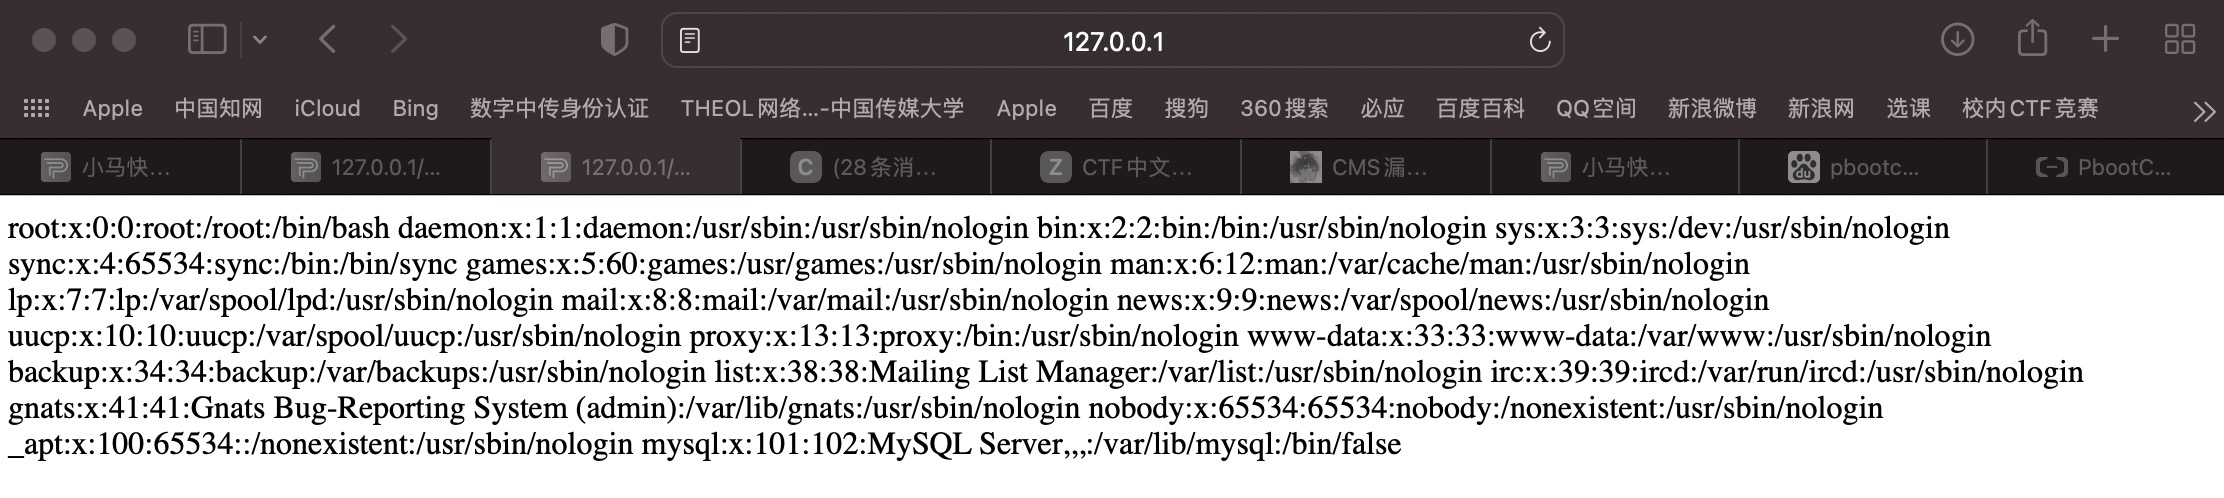 127.0.0.1
Apple 中国知网 iCloud Bing 数字中传身份认证 THEOL网络...-中国传媒大学 Apple 百度 搜狗 360搜索 必应 百度百科 QQ空间 新浪微博 新浪网 选课 校内CTF竞赛
小马快... 127.0.0.1/... 127.0.0.1/... C (28条消... Z CTF中文... CMS漏... 小马快... du pbootc... PbootC...
root:x:0:0:root:/root:/bin/bash daemon:x:1:1:daemon:/usr/sbin:/usr/sbin/nologin bin:x:2:2:bin:/bin:/usr/sbin/nologin sys:x:3:3:sys:/dev:/usr/sbin/nologin
sync:x:4:65534:sync:/bin:/bin/sync games:x:5:60:games:/usr/games:/usr/sbin/nologin man:x:6:12:man:/var/cache/man:/usr/sbin/nologin
lp:x:7:7:lp:/var/spool/lpd:/usr/sbin/nologin mail:x:8:8:mail:/var/mail:/usr/sbin/nologin news:x:9:9:news:/var/spool/news:/usr/sbin/nologin
uucp:x:10:10:uucp:/var/spool/uucp:/usr/sbin/nologin proxy:x:13:13:proxy:/bin:/usr/sbin/nologin www-data:x:33:33:www-data:/var/www:/usr/sbin/nologin
backup:x:34:34:backup:/var/backups:/usr/sbin/nologin list:x:38:38:Mailing List Manager:/var/list:/usr/sbin/nologin irc:x:39:39:ircd:/var/run/ircd:/usr/sbin/nologin
gnats:x:41:41:Gnats Bug-Reporting System (admin):/var/lib/gnats:/usr/sbin/nologin nobody:x:65534:65534:nobody:/nonexistent:/usr/sbin/nologin
_apt:x:100:65534::/nonexistent:/usr/sbin/nologin mysql:x:101:102:MySQL Server,,,:/var/lib/mysql:/bin/false